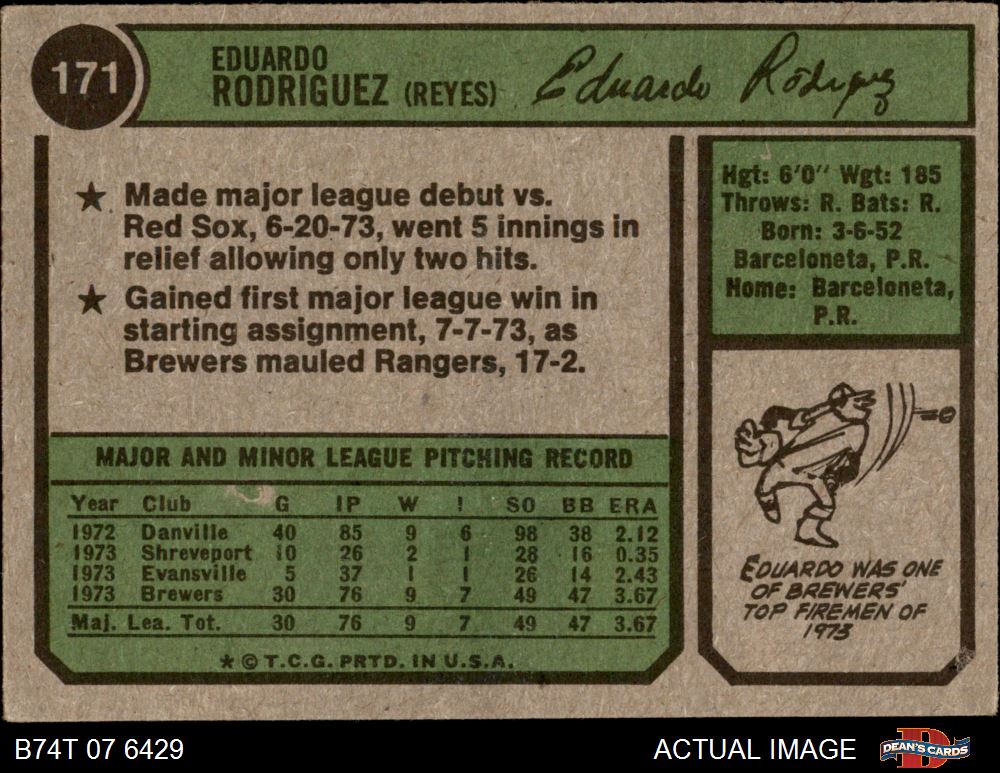 171
EDUARDO
RODRIGUEZ (REYES)
Eduardo Rodriguez
★ Made major league debut vs.
Red Sox, 6-20-73, went 5 innings in
relief allowing only two hits.
★ Gained first major league win in
starting assignment, 7-7-73, as
Brewers mauled Rangers, 17-2.
Hgt: 6'0" Wgt: 185
Throws: R. Bats: R.
Born: 3-6-52
Barceloneta, P.R.
Home: Barceloneta,
P.R.
MAJOR AND MINOR LEAGUE PITCHING RECORD
Year Club G IP W L SO BB ERA
1972 Danville 40 85 9 6 98 38 2.12
1973 Shreveport 10 26 2 1 28 16 0.35
1973 Evansville 5 37 1 1 26 14 2.43
1973 Brewers 30 76 9 7 49 47 3.67
Maj. Lea. Tot. 30 76 9 7 49 47 3.67
★ © T.C.G. PRTD. IN U.S.A.
EDUARDO WAS ONE
OF BREWERS'
TOP FIREMEN OF
1973
B74T 07 6429
ACTUAL IMAGE
DEAN'S CARDS